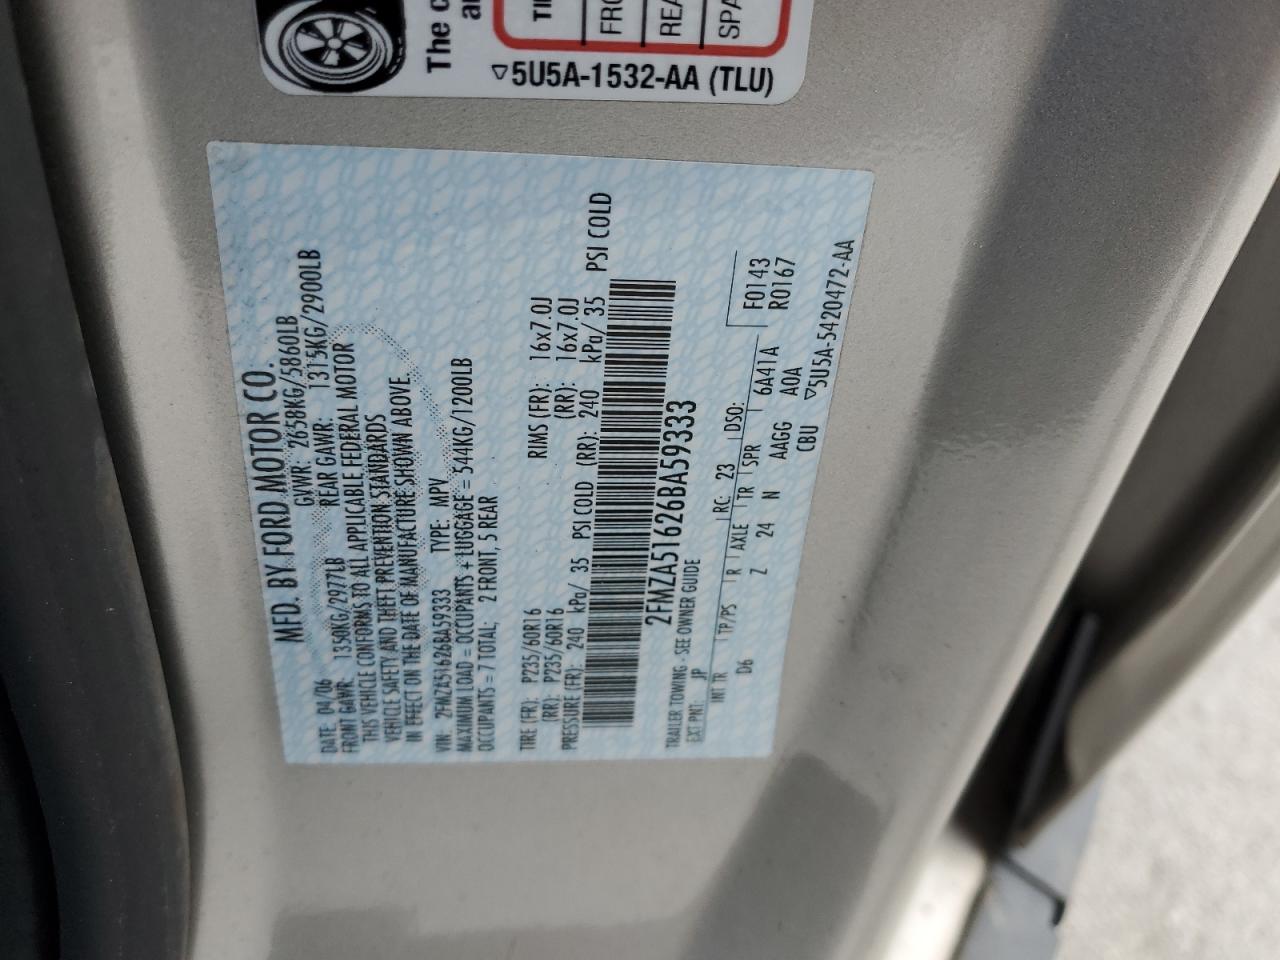 The c
TI
FRO
REA
SPA
▽5U5A-1532-AA (TLU)
MFD. BY FORD MOTOR CO.
DATE 04/06 GVWR: 2658KG/5860LB
FRONT GAWR: 1350KG/2977LB REAR GAWR: 1315KG/2900LB
THIS VEHICLE CONFORMS TO ALL APPLICABLE FEDERAL MOTOR
VEHICLE SAFETY AND THEFT PREVENTION STANDARDS
IN EFFECT ON THE DATE OF MANUFACTURE SHOWN ABOVE.
VIN: 2FMZA51626BA59333 TYPE: MPV
MAXIMUM LOAD = OCCUPANTS + LUGGAGE = 544KG/1200LB
OCCUPANTS = 7 TOTAL; 2 FRONT, 5 REAR
TIRE (FR): P235/60R16 RIMS (FR): 16x7.0J
(RR): P235/60R16 (RR): 16x7.0J
PRESSURE (FR): 240 kPa/ 35 PSI COLD (RR): 240 kPa/ 35 PSI COLD
2FMZA51626BA59333
TRAILER TOWING - SEE OWNER GUIDE
EXT PNT: JP RC: 23 DSO: F0143
INT TR TP/PS R AXLE TR SPR 6A41A R0167
D6 Z 24 N AAGG A0A
CBU
▽5U5A-5420472-AA